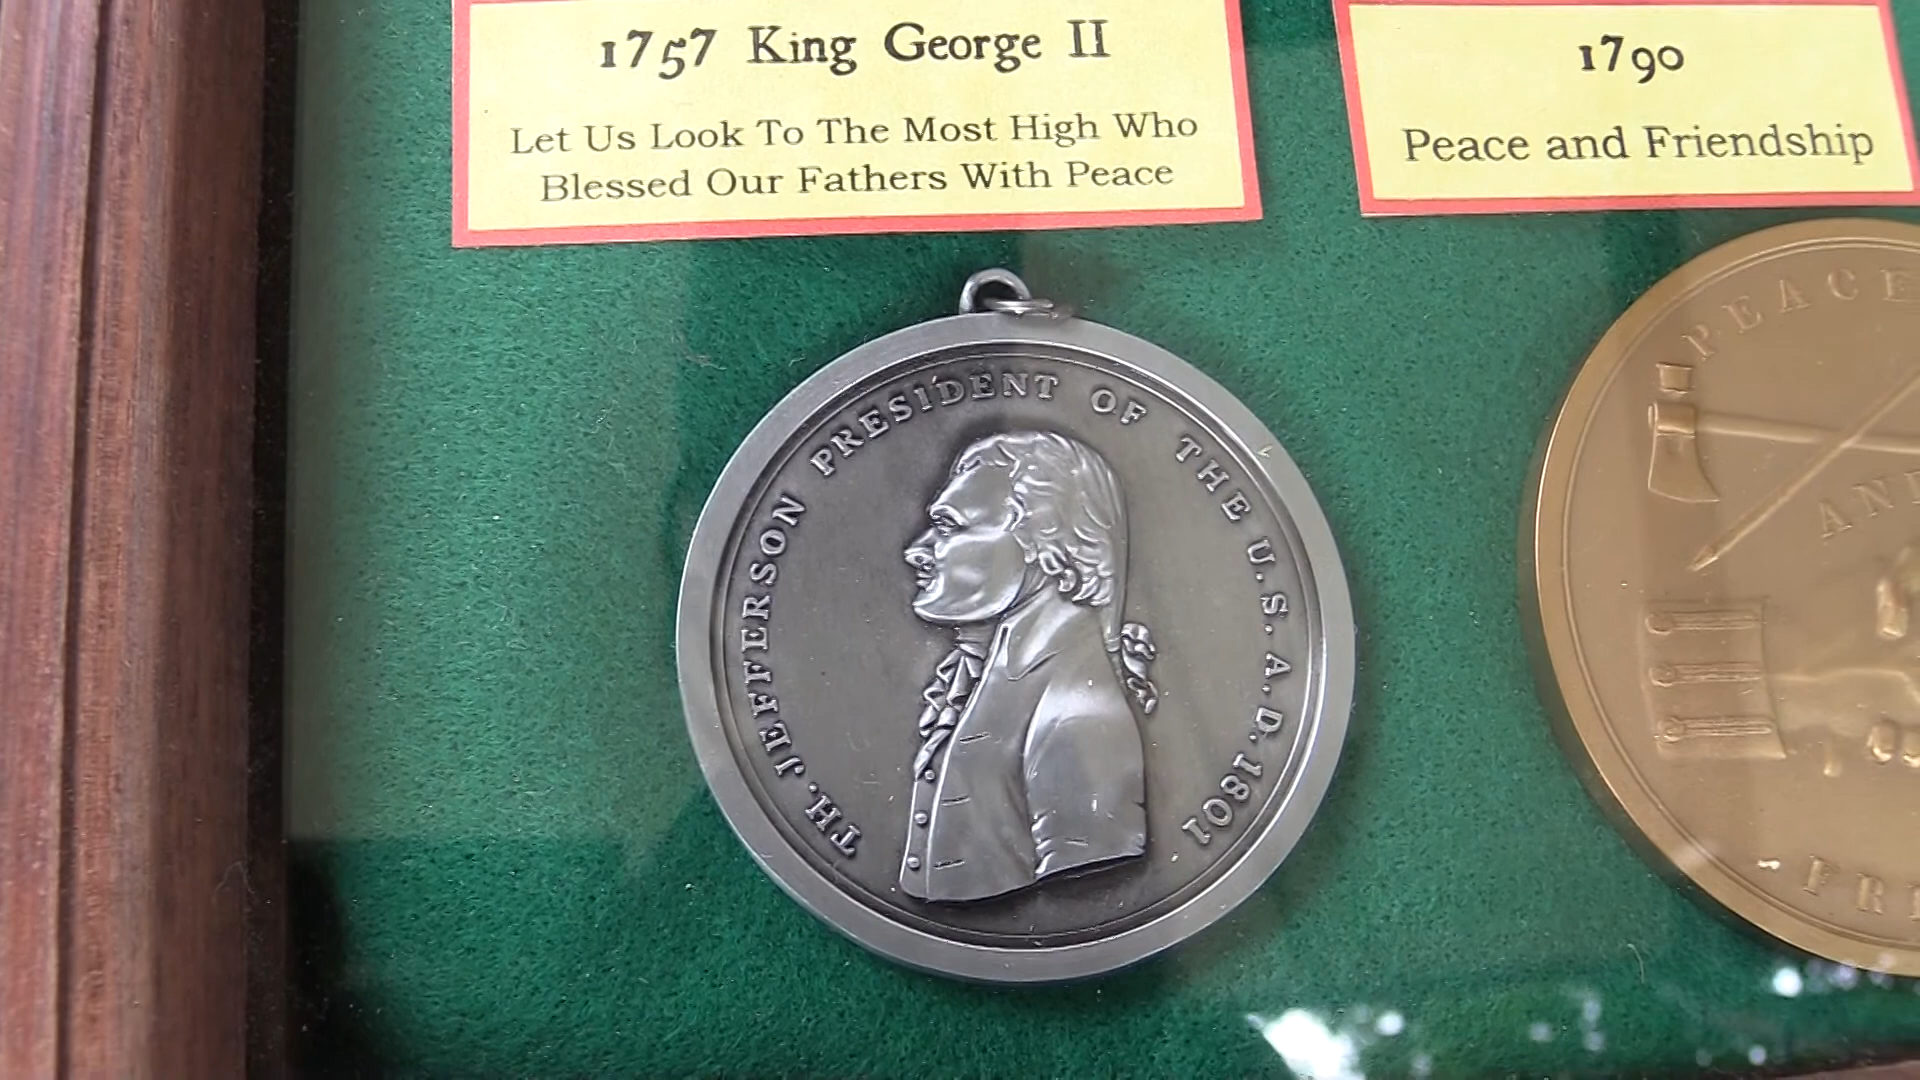 1757 King George II
Let Us Look To The Most High Who
Blessed Our Fathers With Peace
1790
Peace and Friendship
TH. JEFFERSON PRESIDENT OF THE U.S. A.D. 1801
PEACE
AND